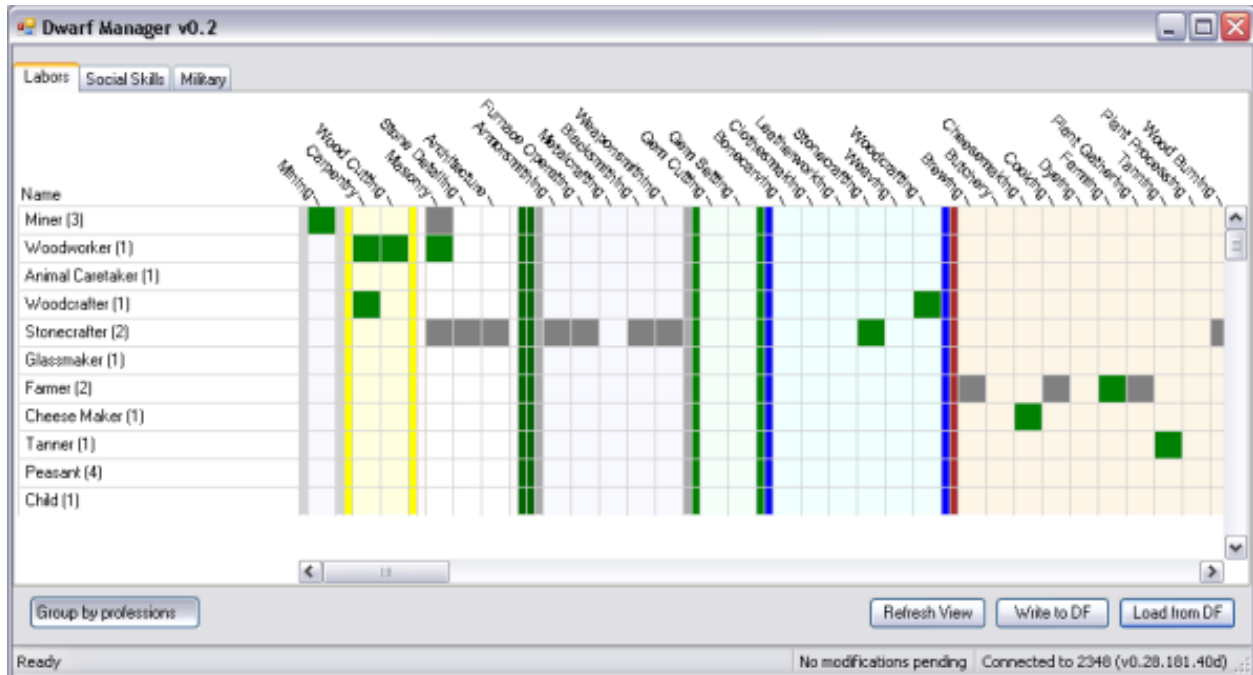 Dwarf Manager v0.2
Labors Social Skills Military
Name
Mining
Carpentry
Wood Cutting
Masonry
Stone Detailing
Architecture
Armorsmithing
Furnace Operating
Metalcrafting
Blacksmithing
Weaponsmithing
Gem Cutting
Gem Setting
Bonecarving
Clothesmaking
Leatherworking
Stonecrafting
Weaving
Woodcrafting
Brewing
Butchery
Cheesemaking
Cooking
Dyeing
Farming
Plant Gathering
Tanning
Plant Processing
Wood Burning
Miner (3)
Woodworker (1)
Animal Caretaker (1)
Woodcrafter (1)
Stonecrafter (2)
Glassmaker (1)
Farmer (2)
Cheese Maker (1)
Tanner (1)
Peasant (4)
Child (1)
Group by professions Refresh View Write to DF Load from DF
Ready No modifications pending Connected to 2348 (v0.28.181.40d)